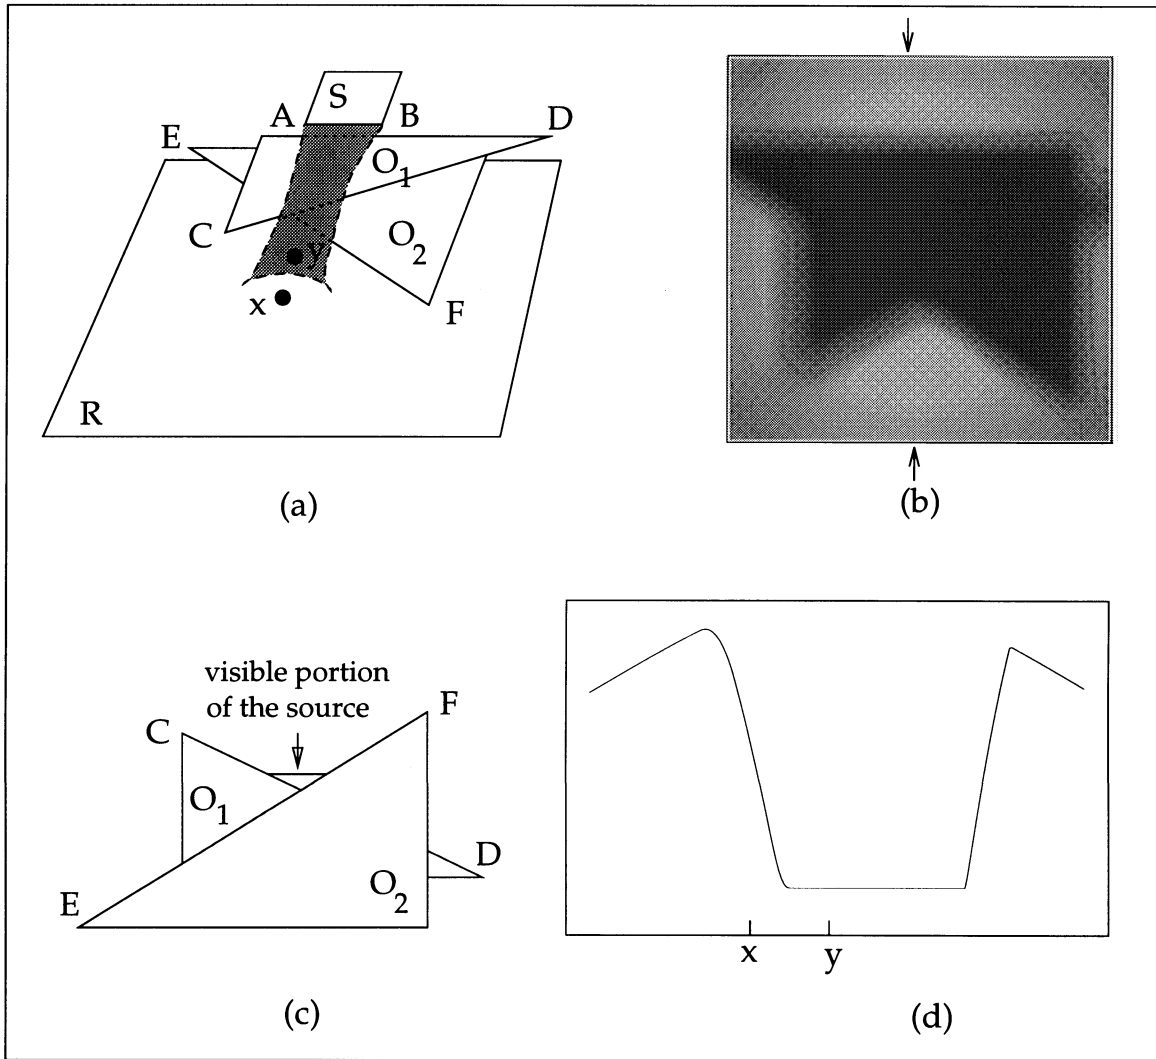 S
A
B
D
E
O1
C
y
O2
x
F
R
(a)
(b)
visible portion
of the source
F
C
O1
D
E
O2
(c)
x
y
(d)